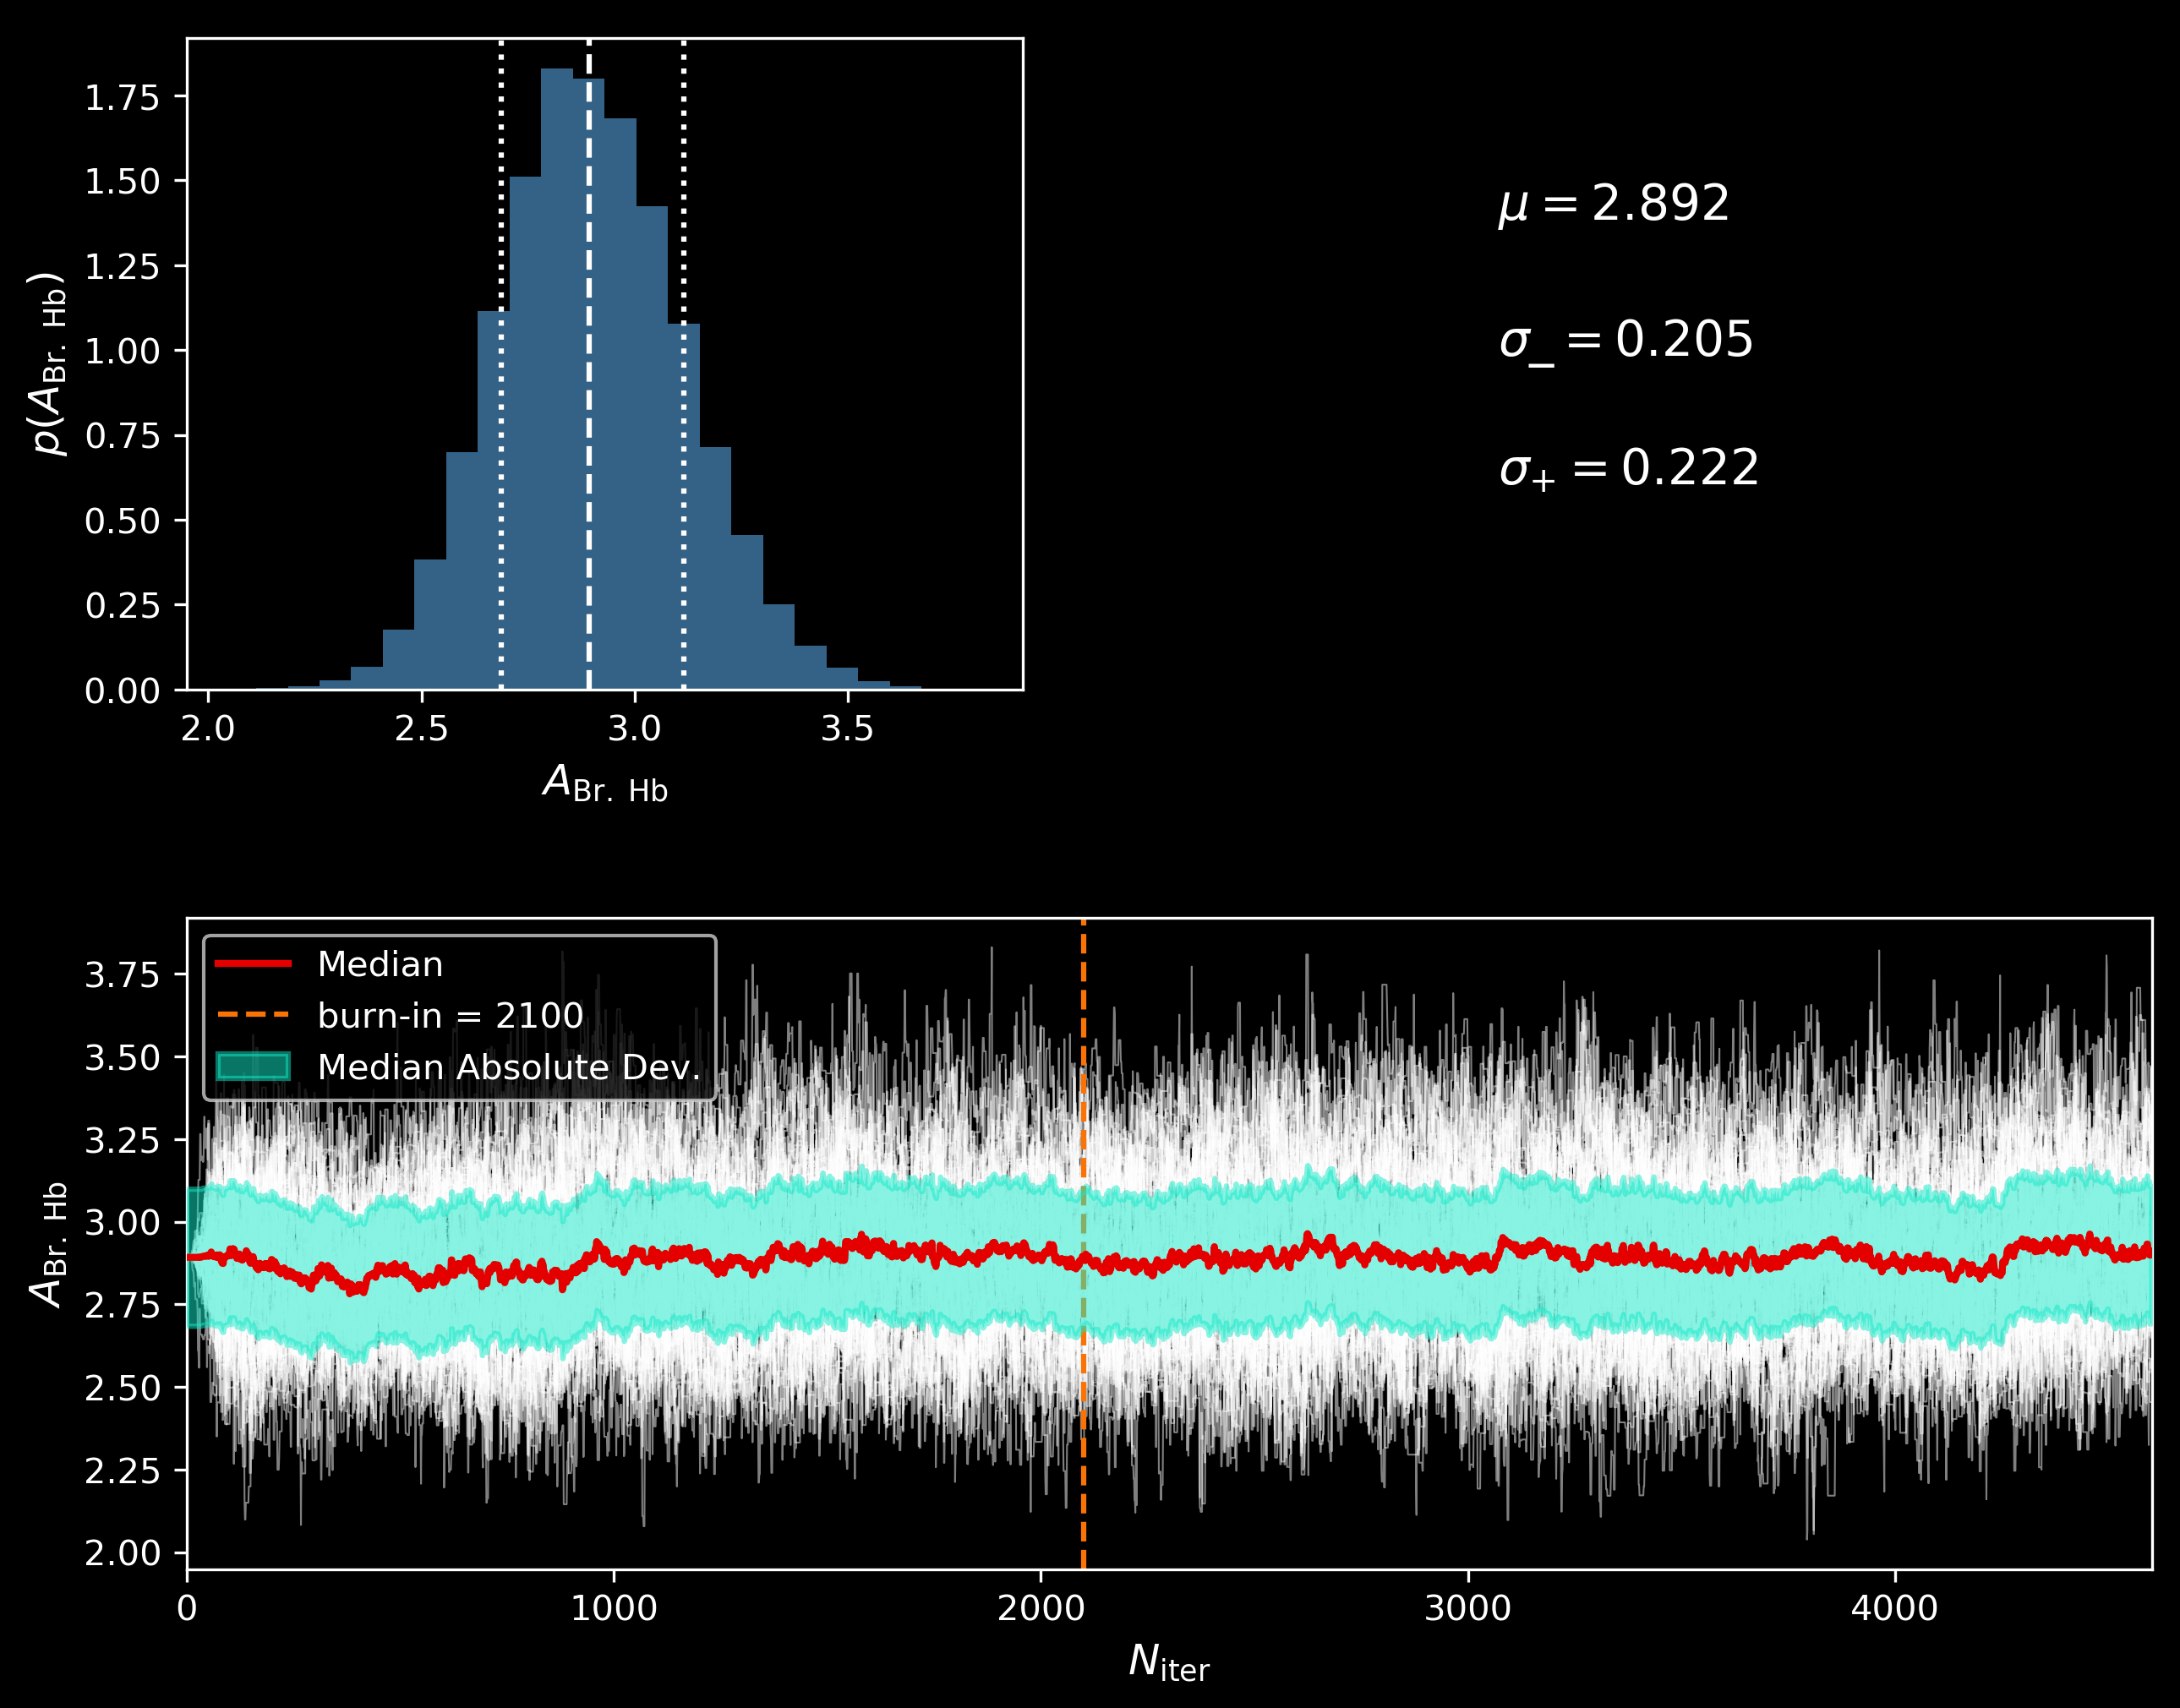 p(A_Br. Hb)
1.75
1.50
1.25
1.00
0.75
0.50
0.25
0.00
2.0 2.5 3.0 3.5
A_Br. Hb
μ = 2.892
σ_− = 0.205
σ_+ = 0.222
A_Br. Hb
3.75
3.50
3.25
3.00
2.75
2.50
2.25
2.00
Median
burn-in = 2100
Median Absolute Dev.
0 1000 2000 3000 4000
N_iter